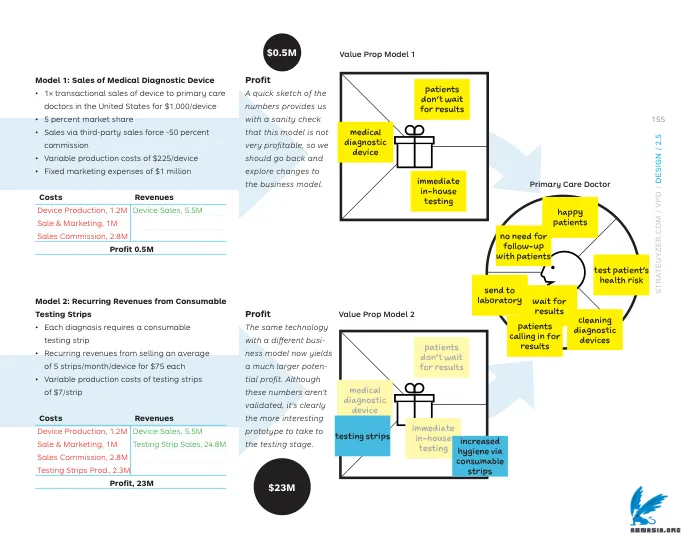 $0.5M
Value Prop Model 1
Model 1: Sales of Medical Diagnostic Device
• 1× transactional sales of device to primary care
doctors in the United States for $1,000/device
• 5 percent market share
• Sales via third-party sales force -50 percent
commission
• Variable production costs of $225/device
• Fixed marketing expenses of $1 million
Costs Revenues
Device Production, 1.2M Device Sales, 5.5M
Sale & Marketing, 1M
Sales Commission, 2.8M
Profit 0.5M
Profit
A quick sketch of the
numbers provides us
with a sanity check
that this model is not
very profitable, so we
should go back and
explore changes to
the business model.
patients
don't wait
for results
medical
diagnostic
device
immediate
in-house
testing
155
STRATEGYZER.COM / VPD / DESIGN / 2.5
Primary Care Doctor
happy
patients
no need for
follow-up
with patients
test patient's
health risk
send to
laboratory
wait for
results
patients
calling in for
results
cleaning
diagnostic
devices
Model 2: Recurring Revenues from Consumable
Testing Strips
• Each diagnosis requires a consumable
testing strip
• Recurring revenues from selling an average
of 5 strips/month/device for $75 each
• Variable production costs of testing strips
of $7/strip
Costs Revenues
Device Production, 1.2M Device Sales, 5.5M
Sale & Marketing, 1M Testing Strip Sales, 24.8M
Sales Commission, 2.8M
Testing Strips Prod., 2.3M
Profit, 23M
Profit
The same technology
with a different busi-
ness model now yields
a much larger poten-
tial profit. Although
these numbers aren't
validated, it's clearly
the more interesting
prototype to take to
the testing stage.
$23M
Value Prop Model 2
patients
don't wait
for results
medical
diagnostic
device
testing strips
immediate
in-house
testing
increased
hygiene via
consumable
strips
ARMASIA.ORG